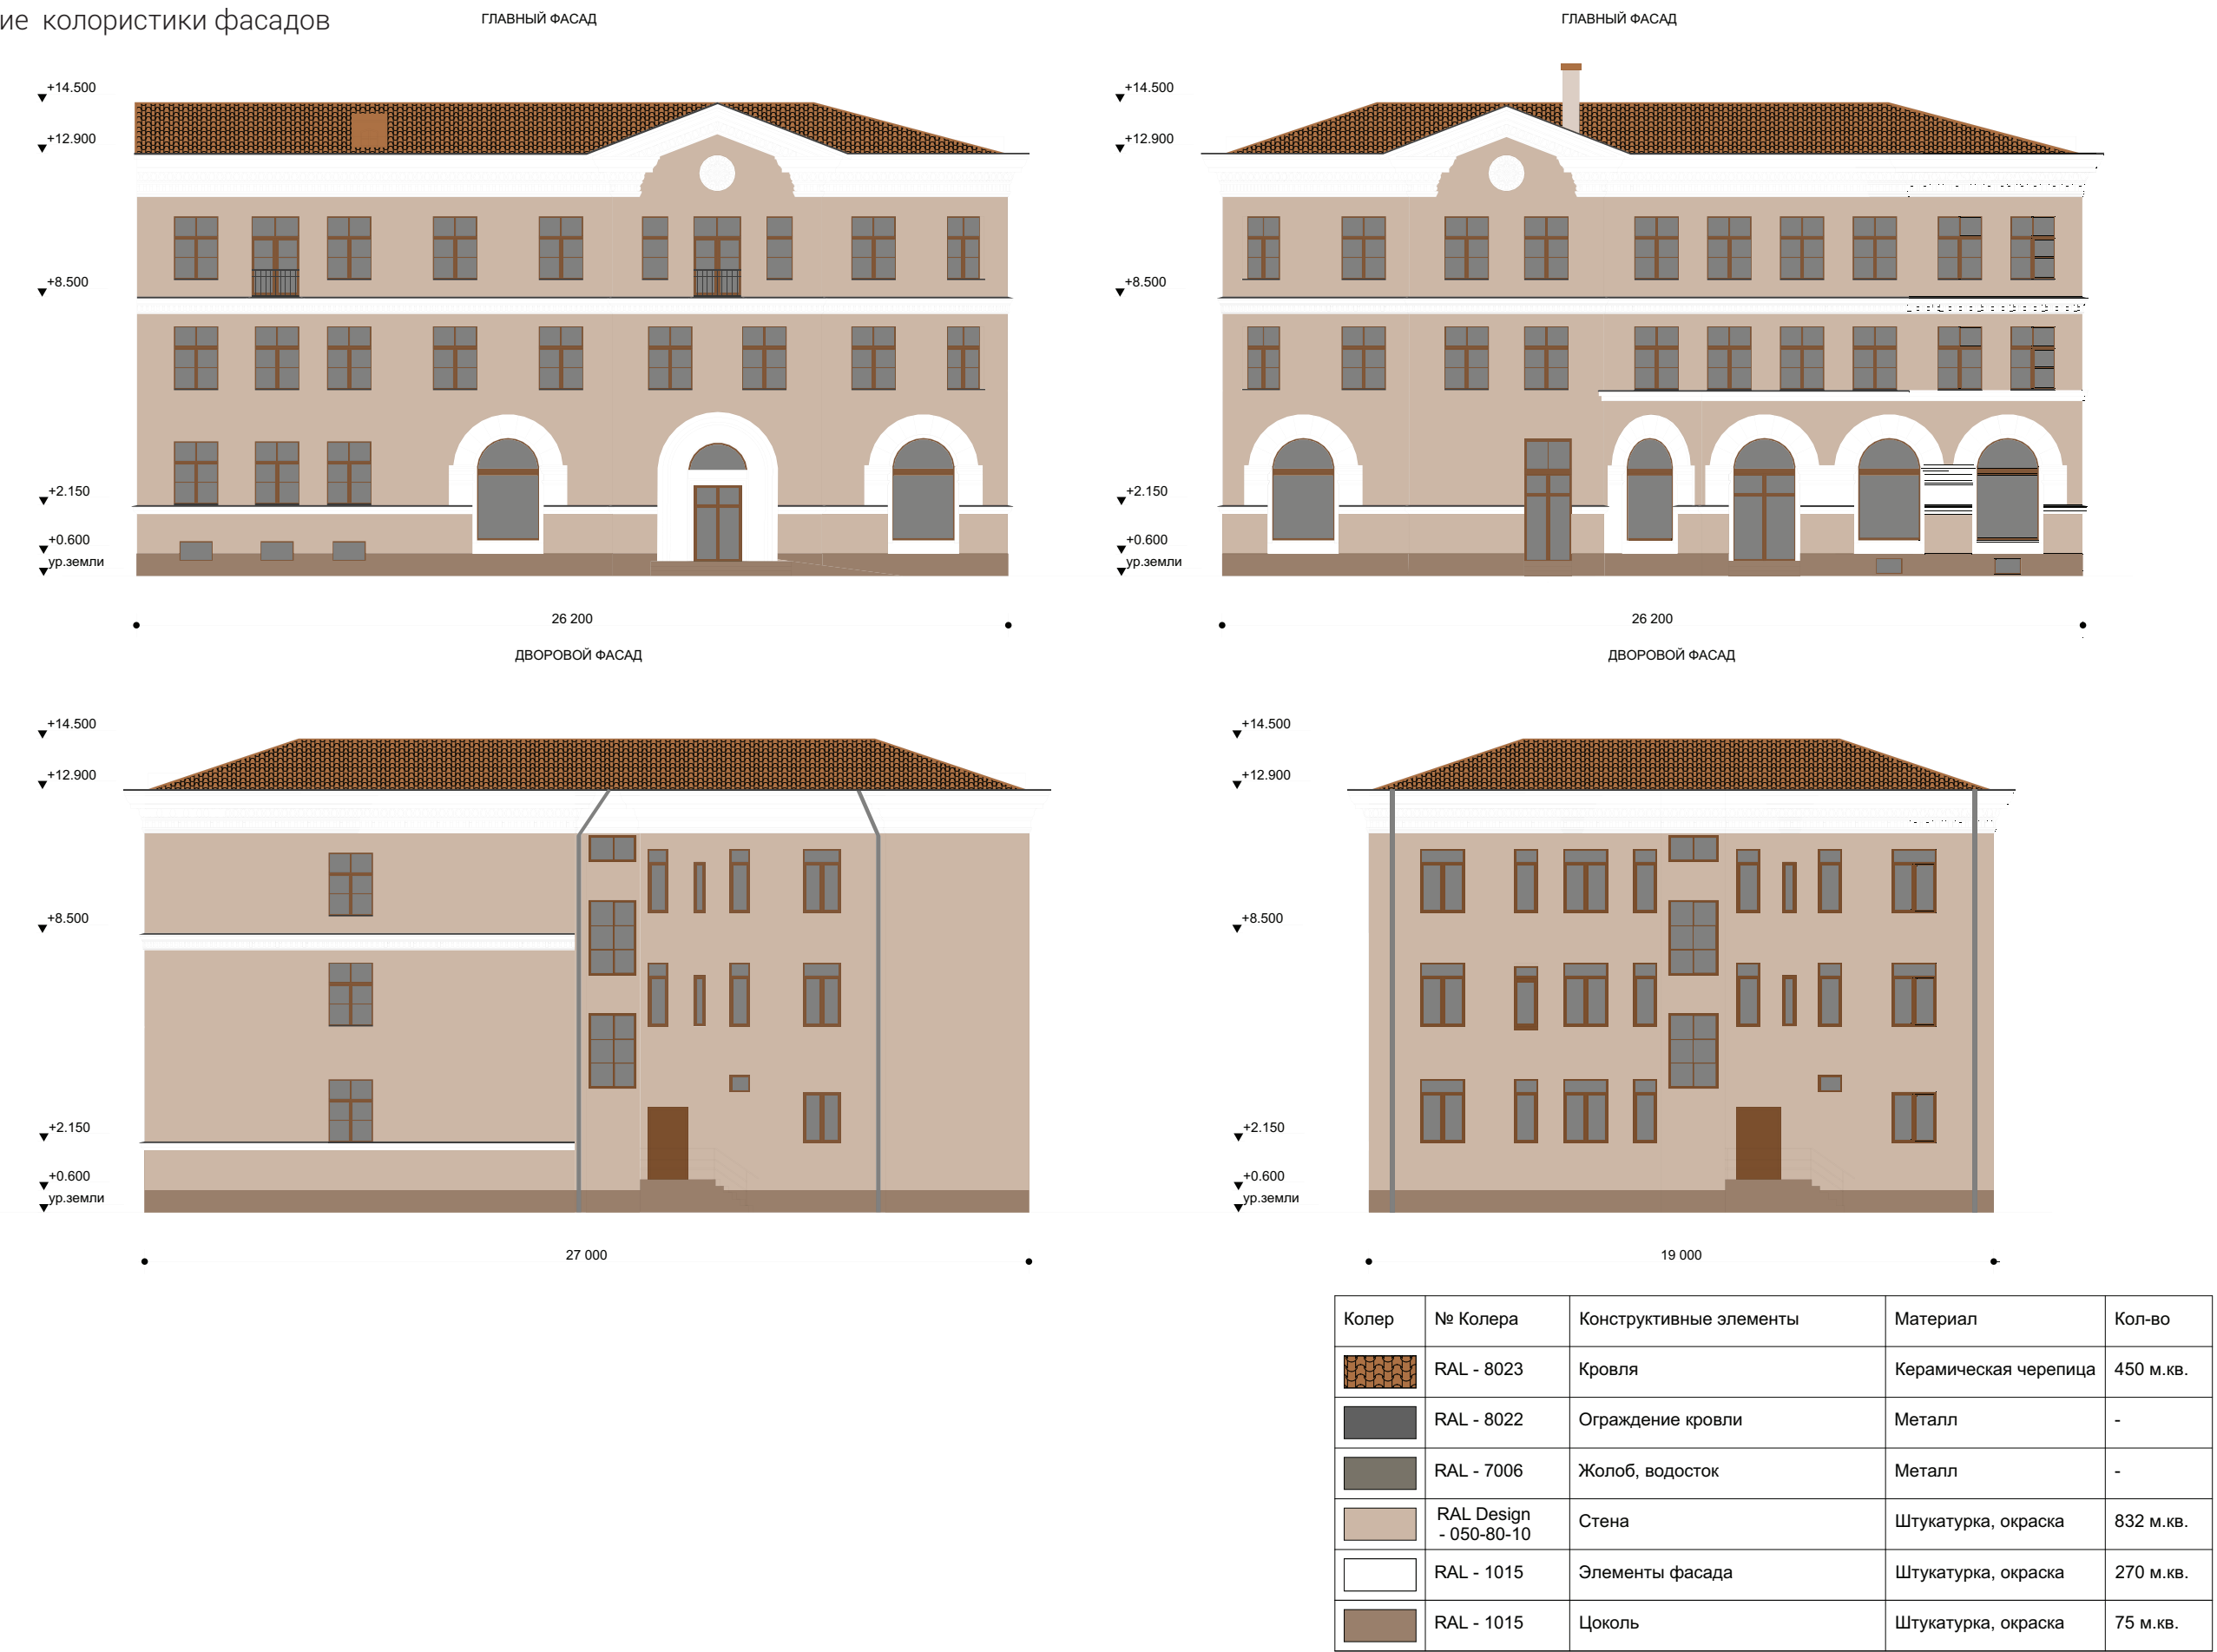 ие колористики фасадов
ГЛАВНЫЙ ФАСАД
+14.500
+12.900
+8.500
+2.150
+0.600
ур.земли
26 200
ГЛАВНЫЙ ФАСАД
+14.500
+12.900
+8.500
+2.150
+0.600
ур.земли
26 200
ДВОРОВОЙ ФАСАД
+14.500
+12.900
+8.500
+2.150
+0.600
ур.земли
27 000
ДВОРОВОЙ ФАСАД
+14.500
+12.900
+8.500
+2.150
+0.600
ур.земли
19 000
Колер № Колера Конструктивные элементы Материал Кол-во
RAL - 8023 Кровля Керамическая черепица 450 м.кв.
RAL - 8022 Ограждение кровли Металл -
RAL - 7006 Жолоб, водосток Металл -
RAL Design
- 050-80-10 Стена Штукатурка, окраска 832 м.кв.
RAL - 1015 Элементы фасада Штукатурка, окраска 270 м.кв.
RAL - 1015 Цоколь Штукатурка, окраска 75 м.кв.